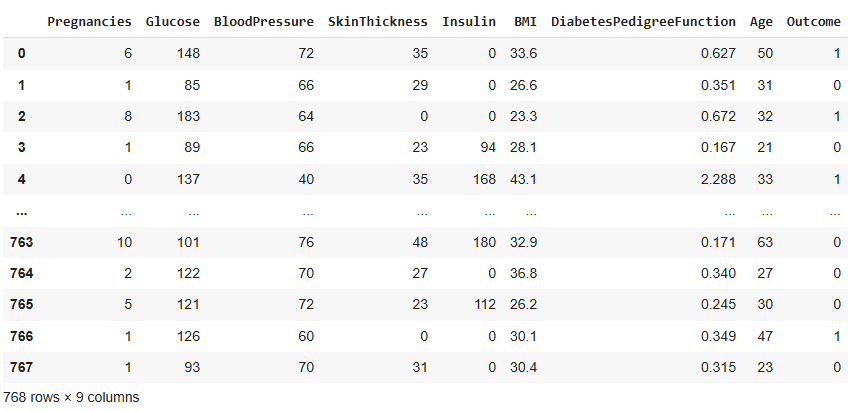 Pregnancies Glucose BloodPressure SkinThickness Insulin BMI DiabetesPedigreeFunction Age Outcome
0 6 148 72 35 0 33.6 0.627 50 1
1 1 85 66 29 0 26.6 0.351 31 0
2 8 183 64 0 0 23.3 0.672 32 1
3 1 89 66 23 94 28.1 0.167 21 0
4 0 137 40 35 168 43.1 2.288 33 1
... ... ... ... ... ... ... ... ... ...
763 10 101 76 48 180 32.9 0.171 63 0
764 2 122 70 27 0 36.8 0.340 27 0
765 5 121 72 23 112 26.2 0.245 30 0
766 1 126 60 0 0 30.1 0.349 47 1
767 1 93 70 31 0 30.4 0.315 23 0
768 rows × 9 columns